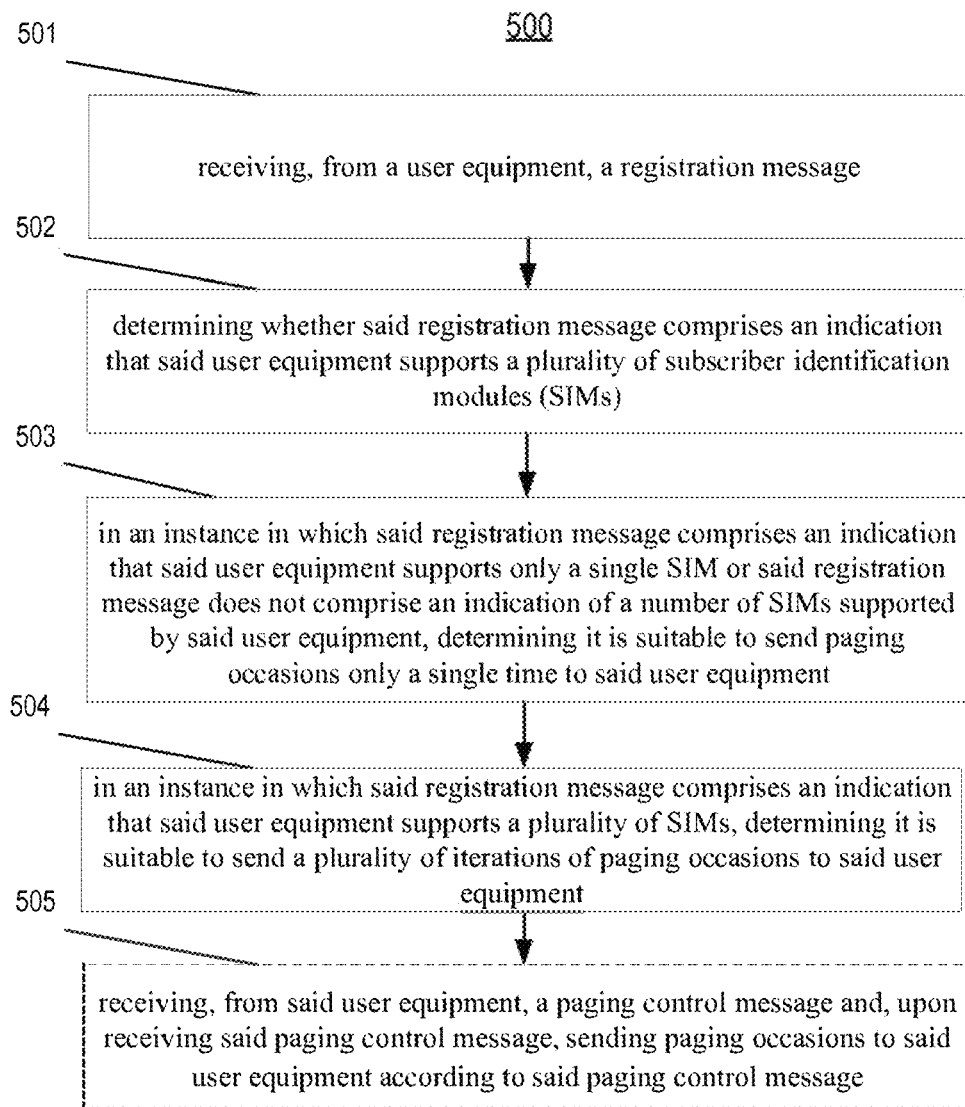 500
501
receiving, from a user equipment, a registration message
502
determining whether said registration message comprises an indication
that said user equipment supports a plurality of subscriber identification
modules (SIMs)
503
in an instance in which said registration message comprises an indication
that said user equipment supports only a single SIM or said registration
message does not comprise an indication of a number of SIMs supported
by said user equipment, determining it is suitable to send paging
occasions only a single time to said user equipment
504
in an instance in which said registration message comprises an indication
that said user equipment supports a plurality of SIMs, determining it is
suitable to send a plurality of iterations of paging occasions to said user
equipment
505
receiving, from said user equipment, a paging control message and, upon
receiving said paging control message, sending paging occasions to said
user equipment according to said paging control message